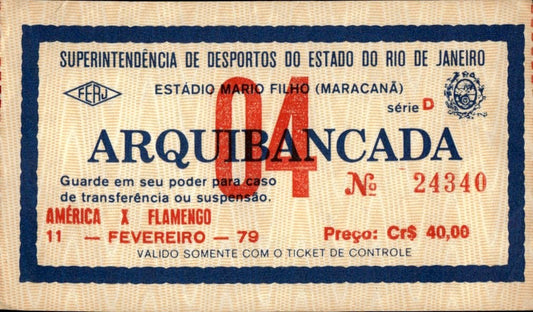 SUPERINTENDÊNCIA DE DESPORTOS DO ESTADO DO RIO DE JANEIRO
FERJ
ESTÁDIO MARIO FILHO (MARACANÃ)
04
série D
ARQUIBANCADA
Guarde em seu poder para caso
de transferência ou suspensão.
Nº 24340
AMÉRICA X FLAMENGO
11 — FEVEREIRO — 79 Preço: Cr$ 40,00
VALIDO SOMENTE COM O TICKET DE CONTROLE